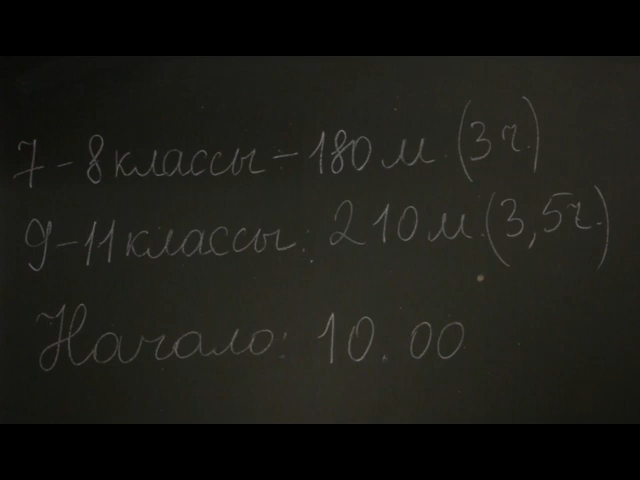 7-8 классы - 180 м. (3 ч.)
9-11 классы: 210 м. (3,5 ч.)
Начало: 10.00